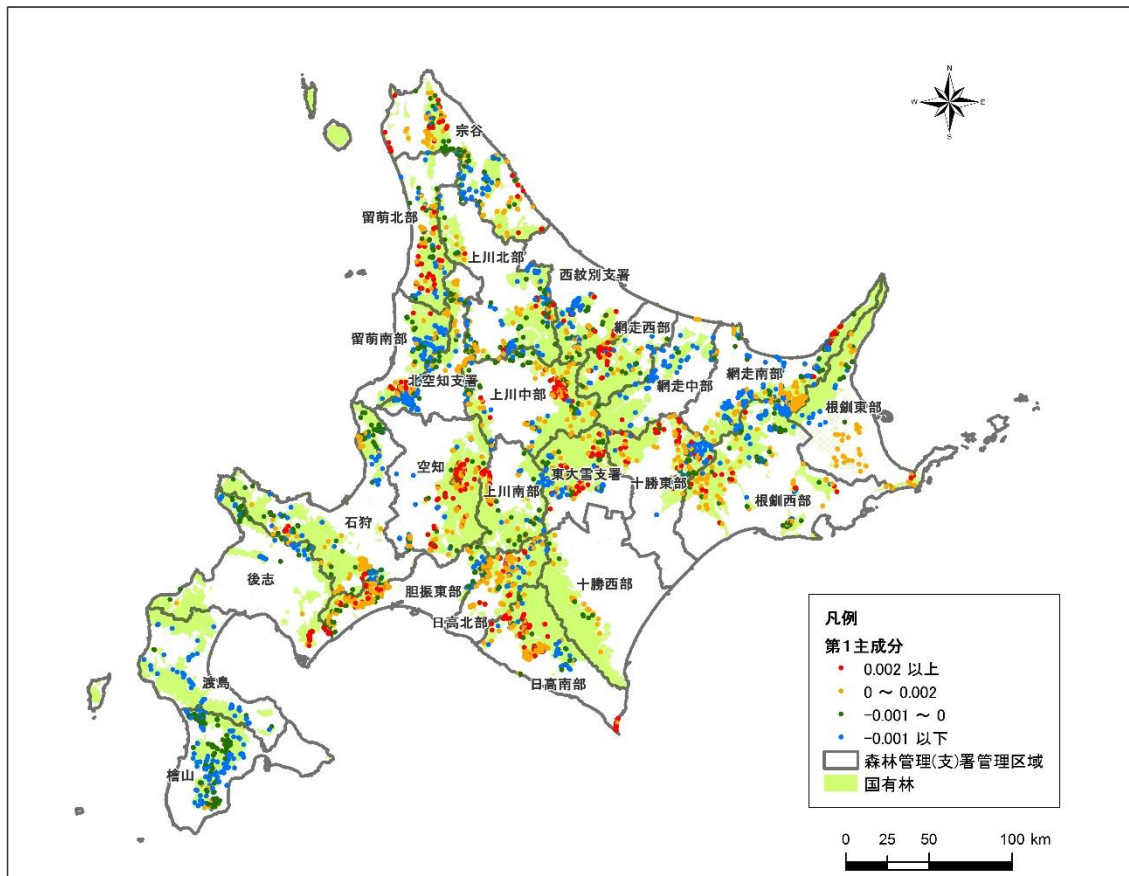 N
W
E
S
宗谷
留萌北部
上川北部
西紋別支署
網走西部
留萌南部
網走南部
北空知支署
網走中部
上川中部
根釧東部
空知
東大雪支署
上川南部
十勝東部
根釧西部
石狩
後志
十勝西部
胆振東部
日高北部
日高南部
渡島
檜山
凡例
第1主成分
0.002 以上
0 ～ 0.002
-0.001 ～ 0
-0.001 以下
森林管理(支)署管理区域
国有林
0 25 50 100 km